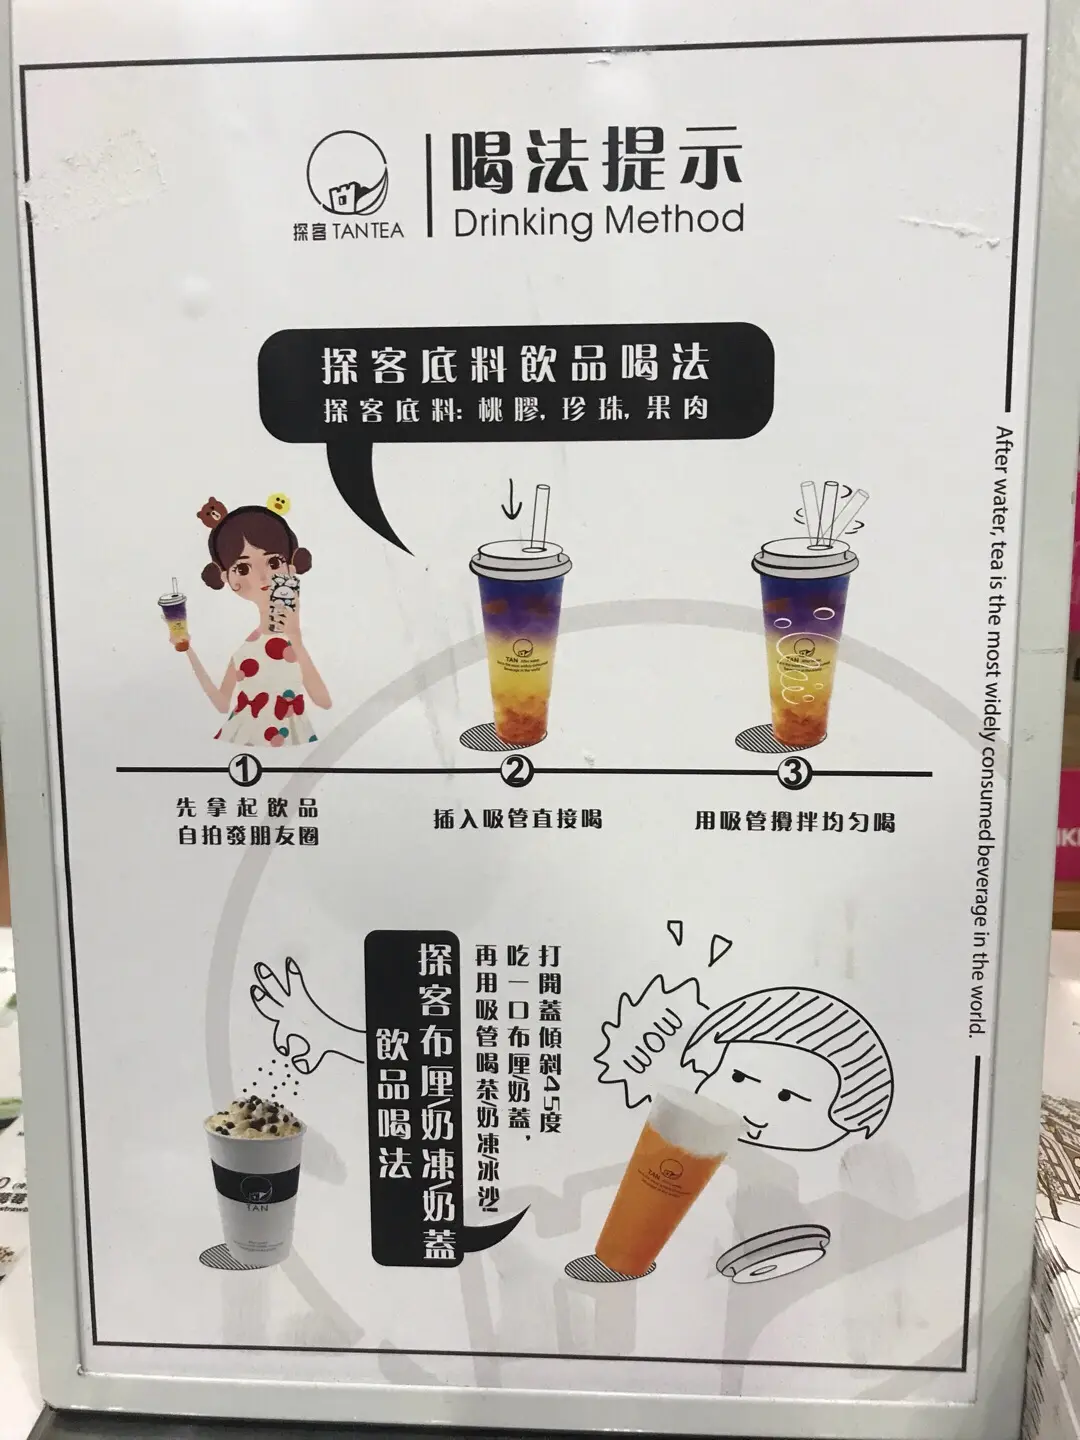 探客 TANTEA
喝法提示
Drinking Method
探客底料飲品喝法
探客底料: 桃膠, 珍珠, 果肉
After water, tea is the most widely consumed beverage in the world.
TAN
TAN
1
2
3
先拿起飲品
自拍發朋友圈
插入吸管直接喝
用吸管攪拌均勻喝
探客布厘/奶凍/奶蓋
飲品喝法
打開蓋傾斜45度
吃一口布厘/奶蓋,
再用吸管喝茶/奶凍/冰沙!
WOW
TAN
TAN